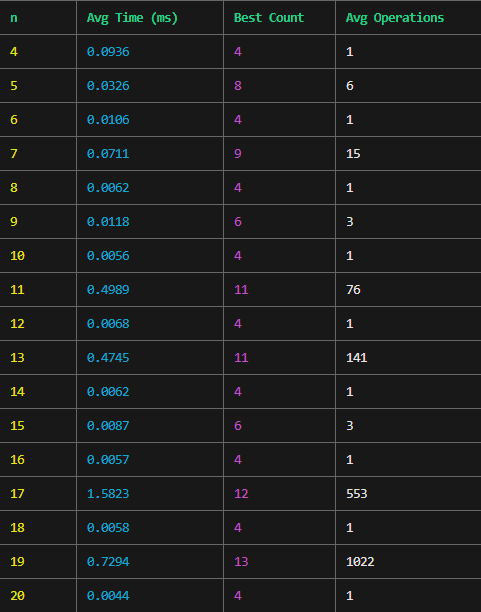 n Avg Time (ms) Best Count Avg Operations
4 0.0936 4 1
5 0.0326 8 6
6 0.0106 4 1
7 0.0711 9 15
8 0.0062 4 1
9 0.0118 6 3
10 0.0056 4 1
11 0.4989 11 76
12 0.0068 4 1
13 0.4745 11 141
14 0.0062 4 1
15 0.0087 6 3
16 0.0057 4 1
17 1.5823 12 553
18 0.0058 4 1
19 0.7294 13 1022
20 0.0044 4 1